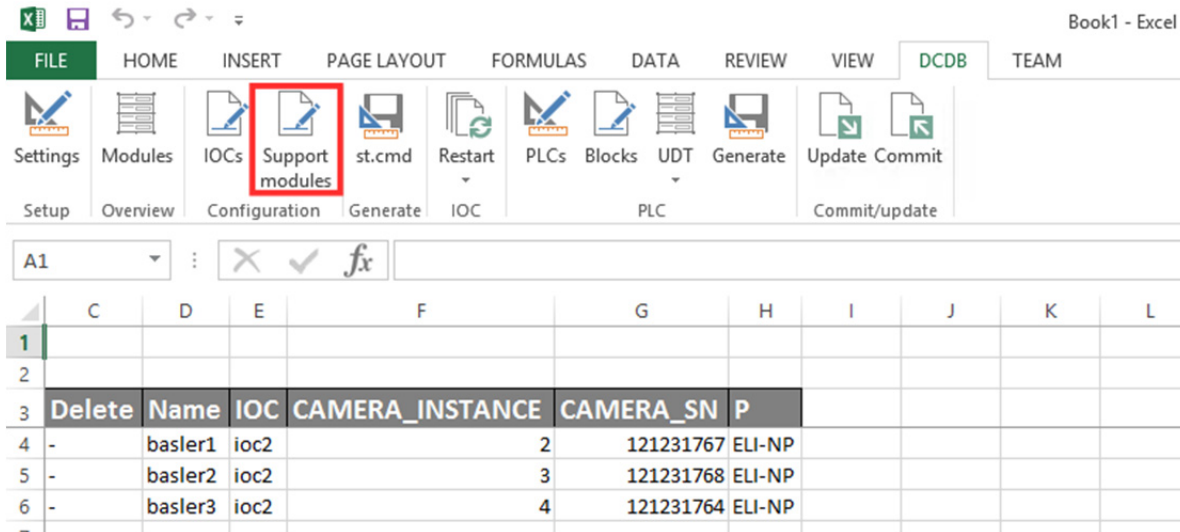 Book1 - Excel
FILE HOME INSERT PAGE LAYOUT FORMULAS DATA REVIEW VIEW DCDB TEAM
Settings Modules IOCs Support modules st.cmd Restart PLCs Blocks UDT Generate Update Commit
Setup Overview Configuration Generate IOC PLC Commit/update
A1 fx
C D E F G H I J K L
1
2
3 Delete Name IOC CAMERA_INSTANCE CAMERA_SN P
4 - basler1 ioc2 2 121231767 ELI-NP
5 - basler2 ioc2 3 121231768 ELI-NP
6 - basler3 ioc2 4 121231764 ELI-NP